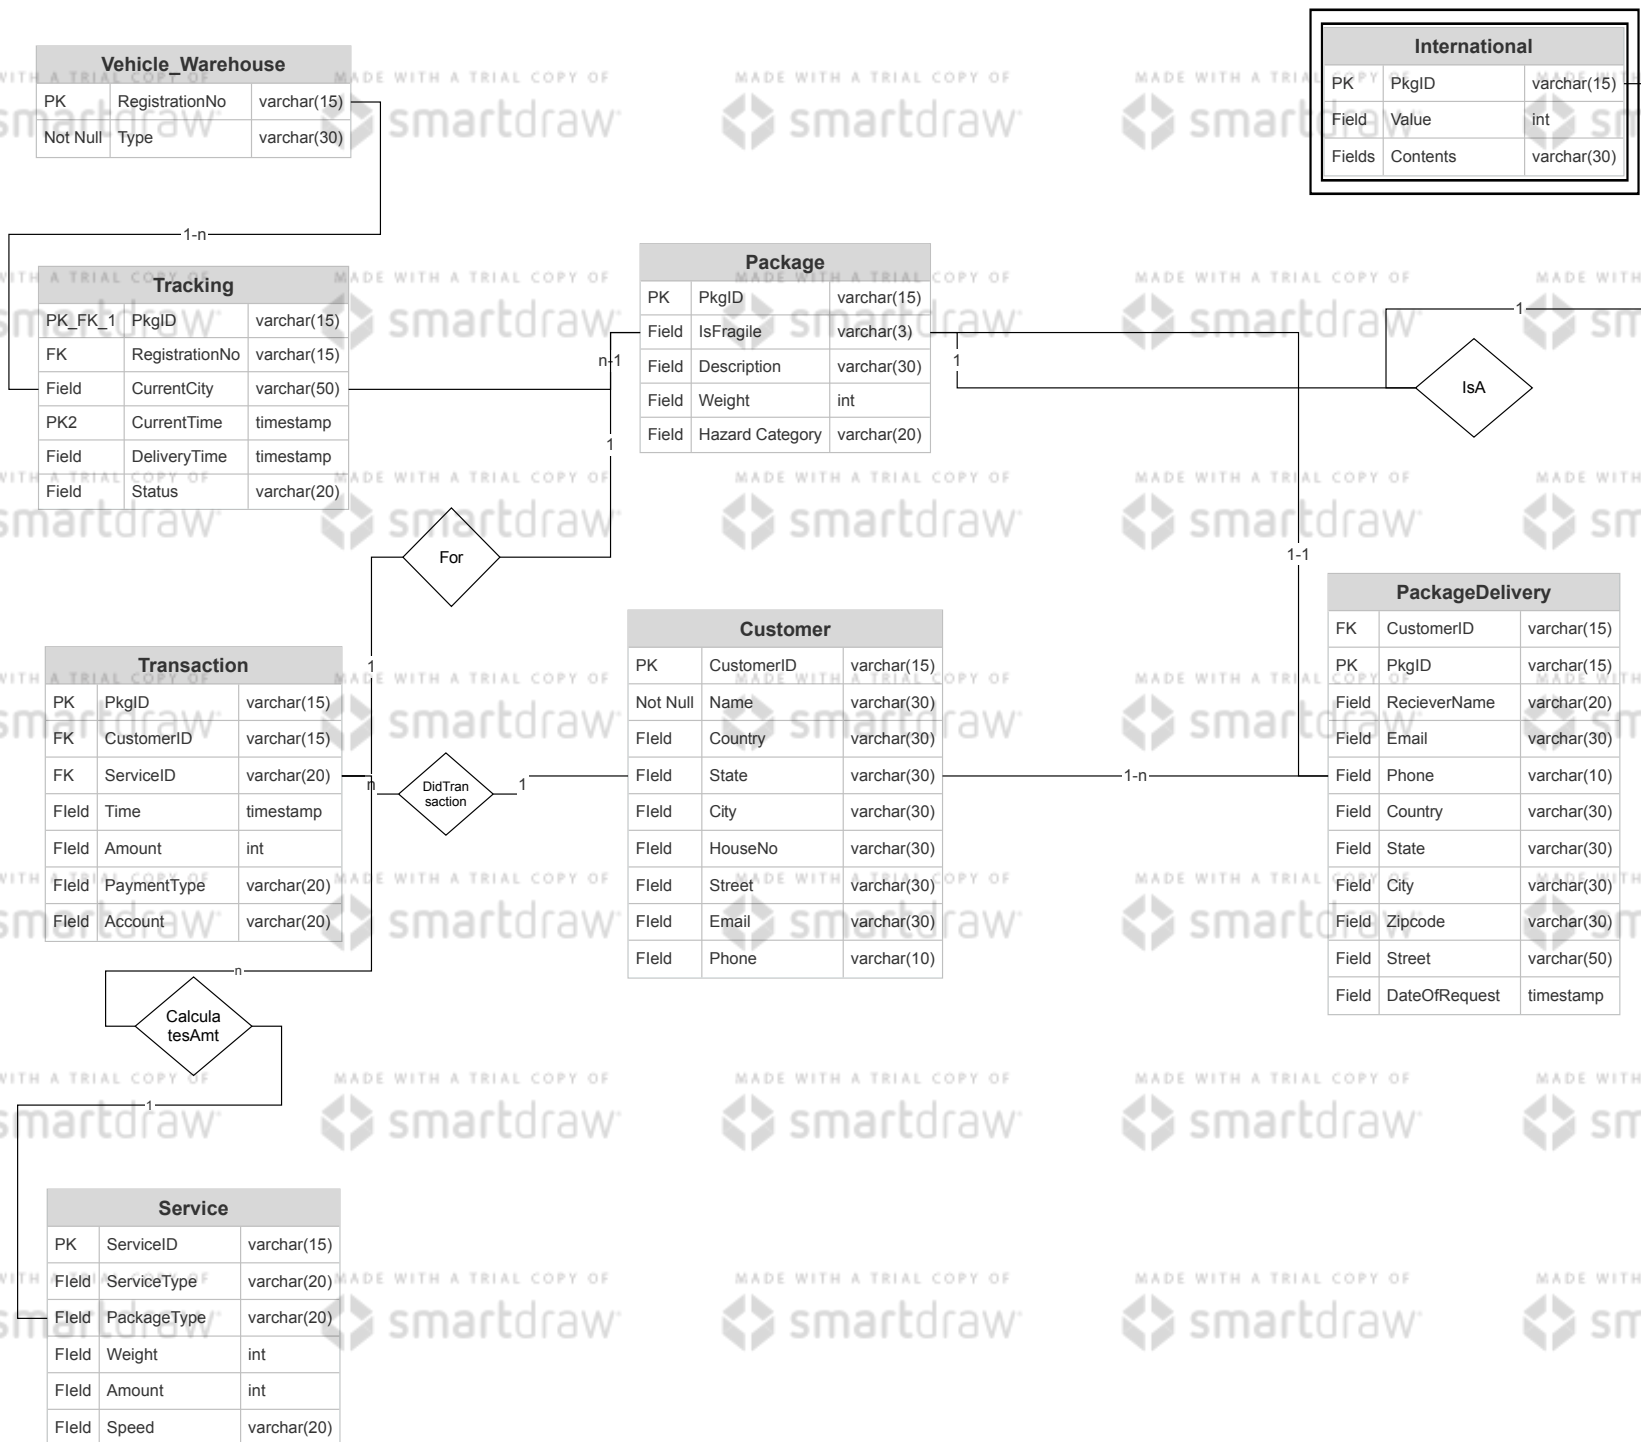 Vehicle_Warehouse
PK RegistrationNo varchar(15)
Not Null Type varchar(30)
International
PK PkgID varchar(15)
Field Value int
Fields Contents varchar(30)
1-n
Tracking
PK_FK_1 PkgID varchar(15)
FK RegistrationNo varchar(15)
Field CurrentCity varchar(50)
PK2 CurrentTime timestamp
Field DeliveryTime timestamp
Field Status varchar(20)
n-1
1
Package
PK PkgID varchar(15)
Field IsFragile varchar(3)
Field Description varchar(30)
Field Weight int
Field Hazard Category varchar(20)
1
1
IsA
For
1-1
1
Transaction
PK PkgID varchar(15)
FK CustomerID varchar(15)
FK ServiceID varchar(20)
FIeld Time timestamp
FIeld Amount int
FIeld PaymentType varchar(20)
FIeld Account varchar(20)
n
DidTran
saction
1
Customer
PK CustomerID varchar(15)
Not Null Name varchar(30)
FIeld Country varchar(30)
FIeld State varchar(30)
FIeld City varchar(30)
FIeld HouseNo varchar(30)
FIeld Street varchar(30)
FIeld Email varchar(30)
FIeld Phone varchar(10)
1-n
PackageDelivery
FK CustomerID varchar(15)
PK PkgID varchar(15)
Field RecieverName varchar(20)
Field Email varchar(30)
Field Phone varchar(10)
Field Country varchar(30)
Field State varchar(30)
Field City varchar(30)
Field Zipcode varchar(30)
Field Street varchar(50)
Field DateOfRequest timestamp
n
Calcula
tesAmt
1
Service
PK ServiceID varchar(15)
FIeld ServiceType varchar(20)
FIeld PackageType varchar(20)
FIeld Weight int
FIeld Amount int
FIeld Speed varchar(20)
MADE WITH A TRIAL COPY OF
smartdraw